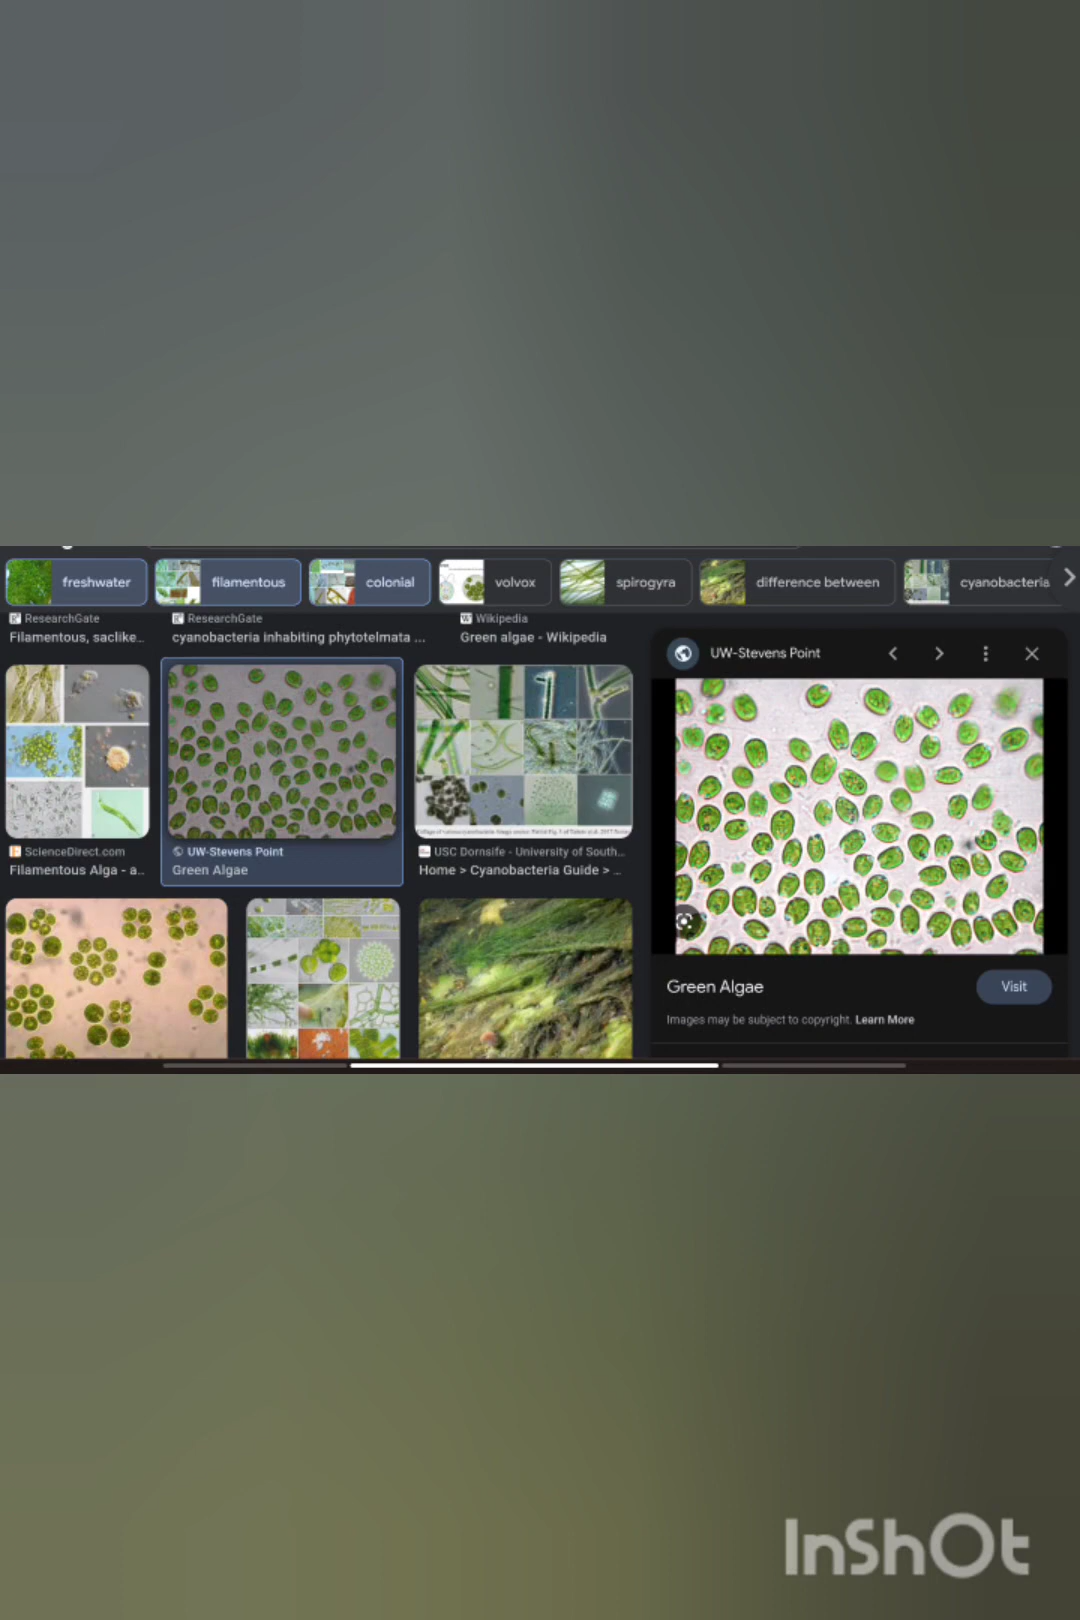 freshwater
filamentous
colonial
volvox
spirogyra
difference between
cyanobacteria
ResearchGate
Filamentous, saclike...
ResearchGate
cyanobacteria inhabiting phytotelmata ...
Wikipedia
Green algae - Wikipedia
UW-Stevens Point
ScienceDirect.com
Filamentous Alga - a...
UW-Stevens Point
Green Algae
USC Dornsife - University of South...
Home > Cyanobacteria Guide > ...
Green Algae
Visit
Images may be subject to copyright. Learn More
InShOt